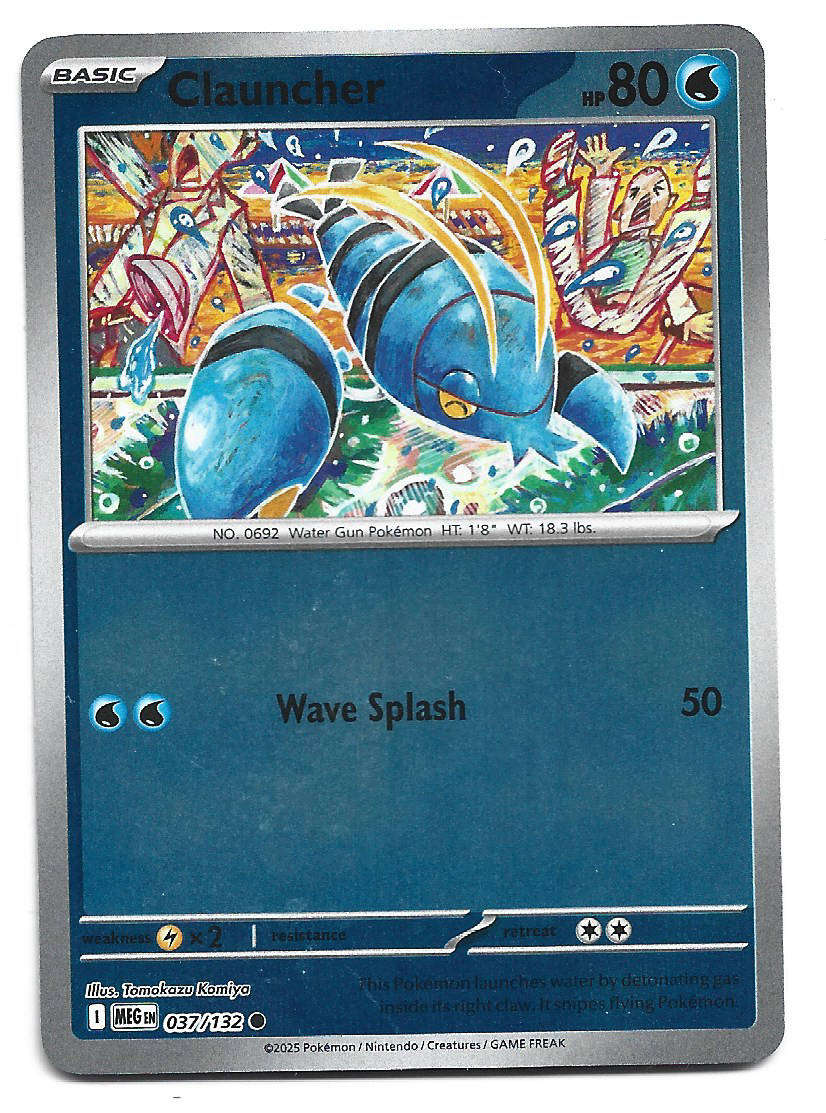 BASIC Clauncher HP 80
NO. 0692 Water Gun Pokémon HT: 1'8" WT: 18.3 lbs.
Wave Splash 50
weakness × 2 resistance retreat
Illus. Tomokazu Komiya
This Pokémon launches water by detonating gas
inside its right claw. It snipes flying Pokémon.
I MEG EN 037/132
©2025 Pokémon / Nintendo / Creatures / GAME FREAK